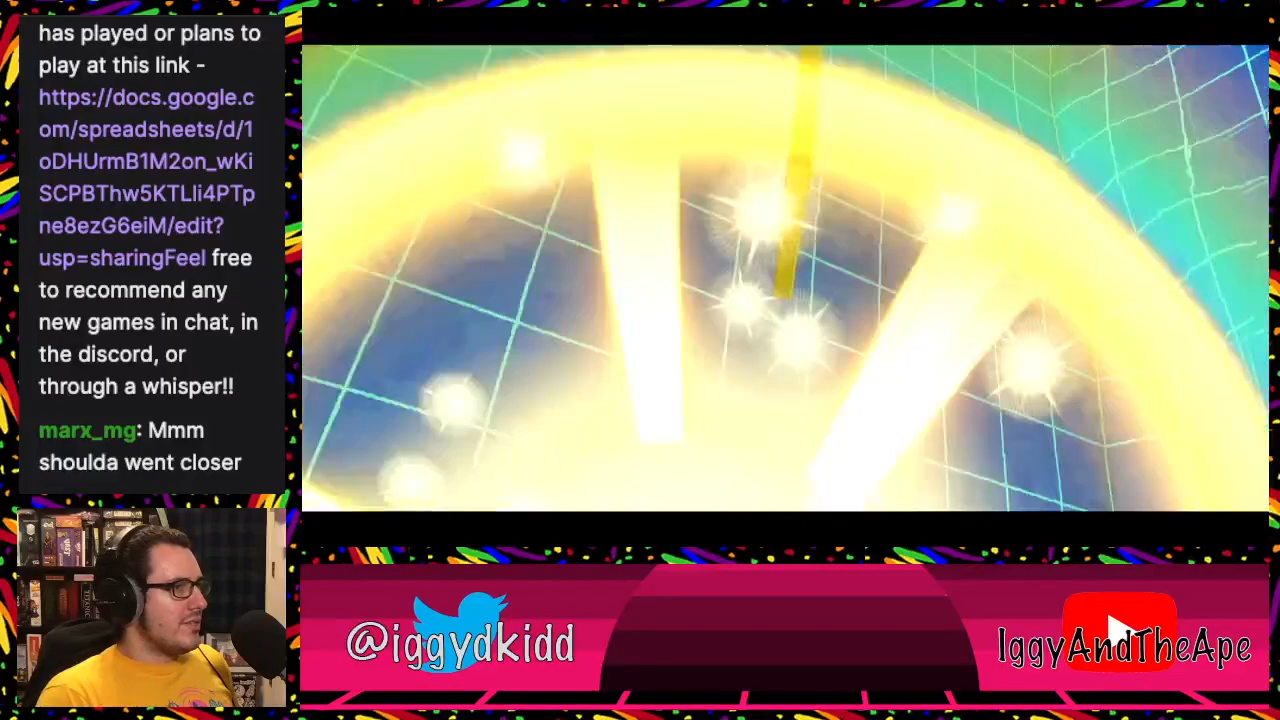 has played or plans to
play at this link -
https://docs.google.c
om/spreadsheets/d/1
oDHUrmB1M2on_wKi
SCPBThw5KTLli4PTp
ne8ezG6eiM/edit?
usp=sharingFeel free
to recommend any
new games in chat, in
the discord, or
through a whisper!!
marx_mg: Mmm
shoulda went closer
@iggydkidd
IggyAndTheApe